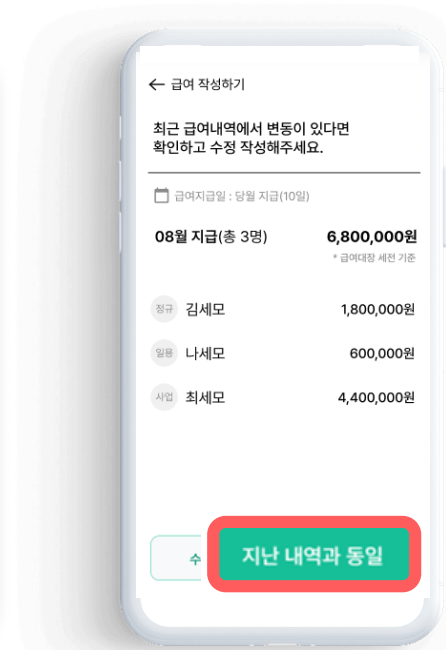 ← 급여 작성하기
최근 급여내역에서 변동이 있다면
확인하고 수정 작성해주세요.
급여지급일 : 당월 지급(10일)
08월 지급(총 3명) 6,800,000원
* 급여대장 세전 기준
정규 김세모 1,800,000원
일용 나세모 600,000원
사업 최세모 4,400,000원
수 지난 내역과 동일